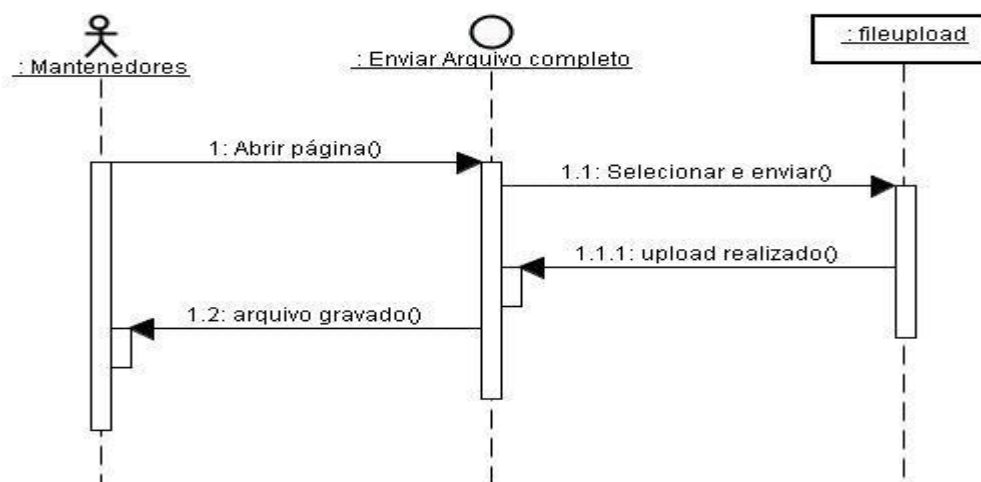 : Mantenedores
: Enviar Arquivo completo
: fileupload
1: Abrir página()
1.1: Selecionar e enviar()
1.1.1: upload realizado()
1.2: arquivo gravado()